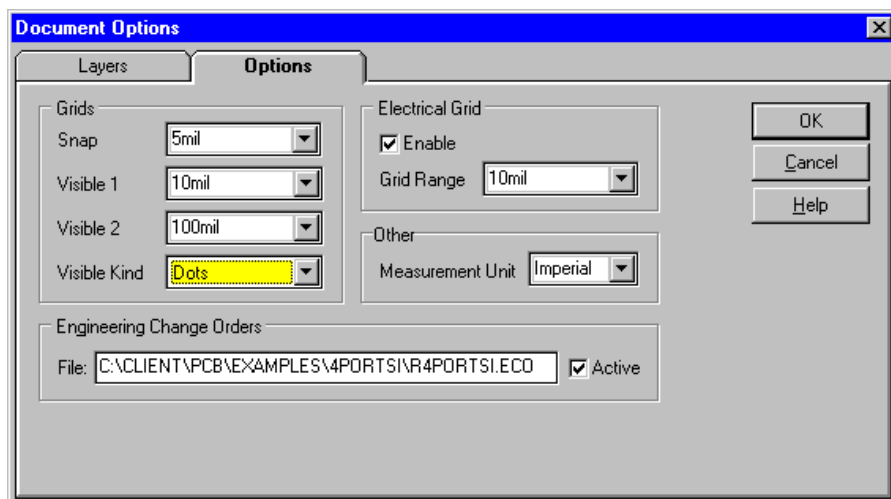 Document Options
Layers
Options
Grids
Snap
5mil
Visible 1
10mil
Visible 2
100mil
Visible Kind
Dots
Electrical Grid
Enable
Grid Range
10mil
Other
Measurement Unit
Imperial
OK
Cancel
Help
Engineering Change Orders
File: C:\CLIENT\PCB\EXAMPLES\4PORTSI\R4PORTSI.ECO Active